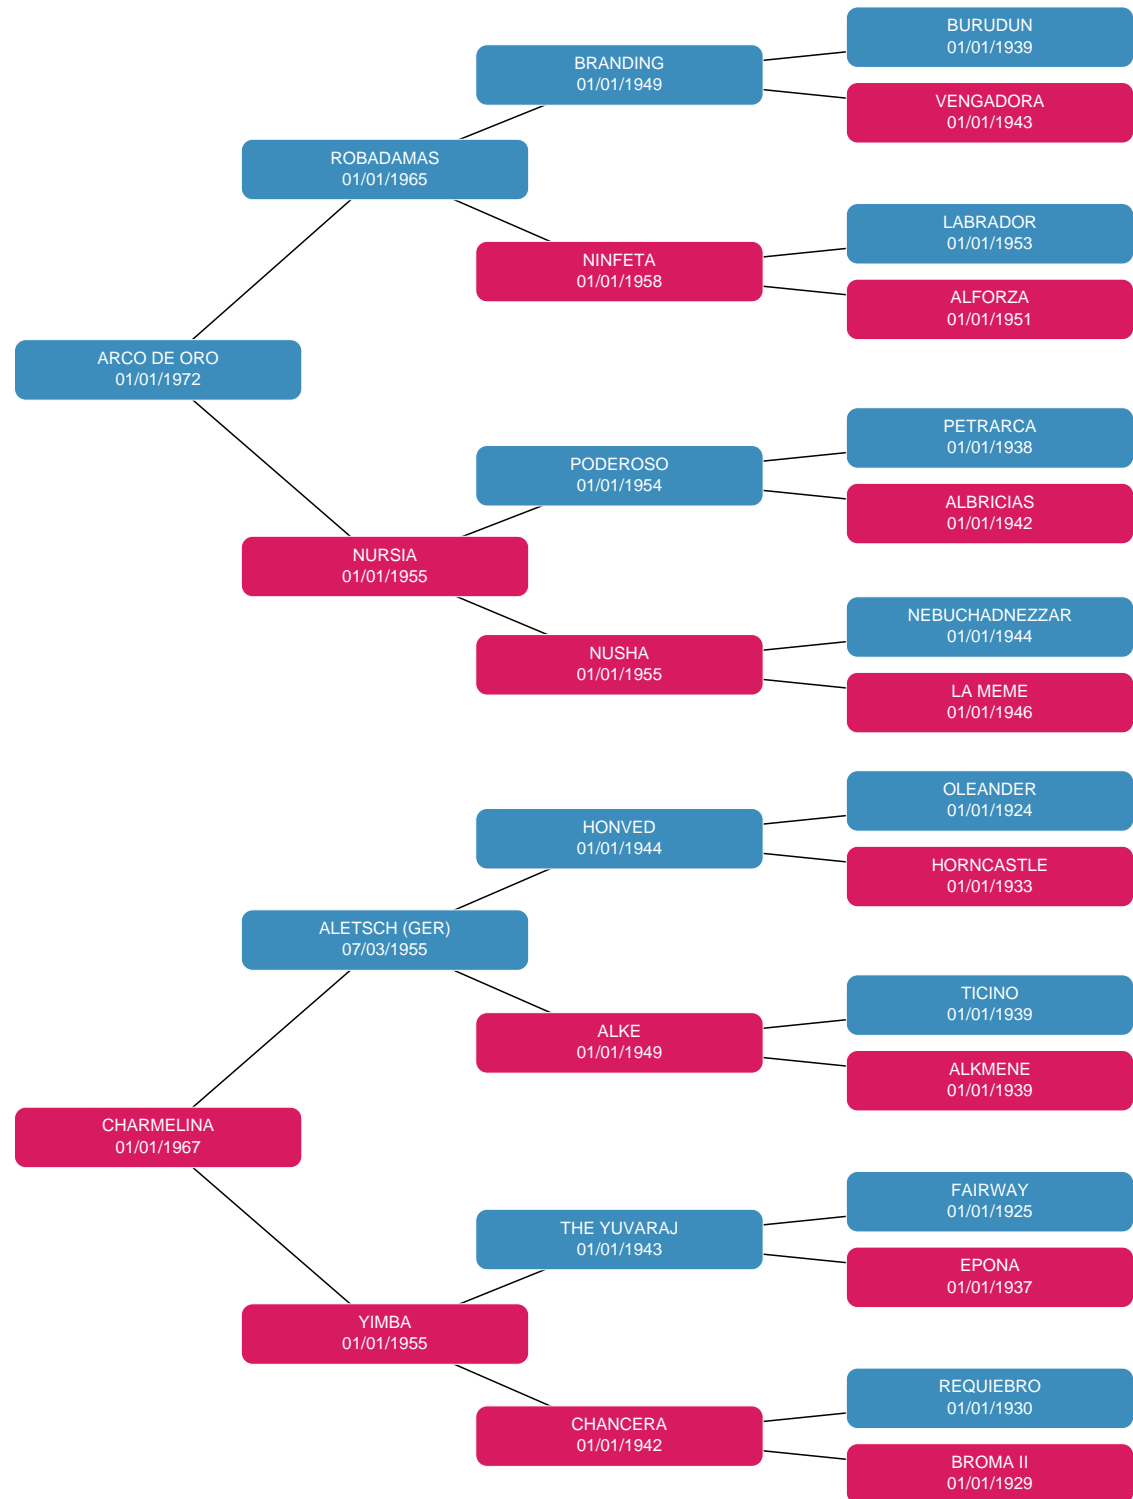 BURUDUN
01/01/1939
BRANDING
01/01/1949
VENGADORA
01/01/1943
ROBADAMAS
01/01/1965
LABRADOR
01/01/1953
NINFETA
01/01/1958
ALFORZA
01/01/1951
ARCO DE ORO
01/01/1972
PETRARCA
01/01/1938
PODEROSO
01/01/1954
ALBRICIAS
01/01/1942
NURSIA
01/01/1955
NEBUCHADNEZZAR
01/01/1944
NUSHA
01/01/1955
LA MEME
01/01/1946
OLEANDER
01/01/1924
HONVED
01/01/1944
HORNCASTLE
01/01/1933
ALETSCH (GER)
07/03/1955
TICINO
01/01/1939
ALKE
01/01/1949
ALKMENE
01/01/1939
CHARMELINA
01/01/1967
FAIRWAY
01/01/1925
THE YUVARAJ
01/01/1943
EPONA
01/01/1937
YIMBA
01/01/1955
REQUIEBRO
01/01/1930
CHANCERA
01/01/1942
BROMA II
01/01/1929